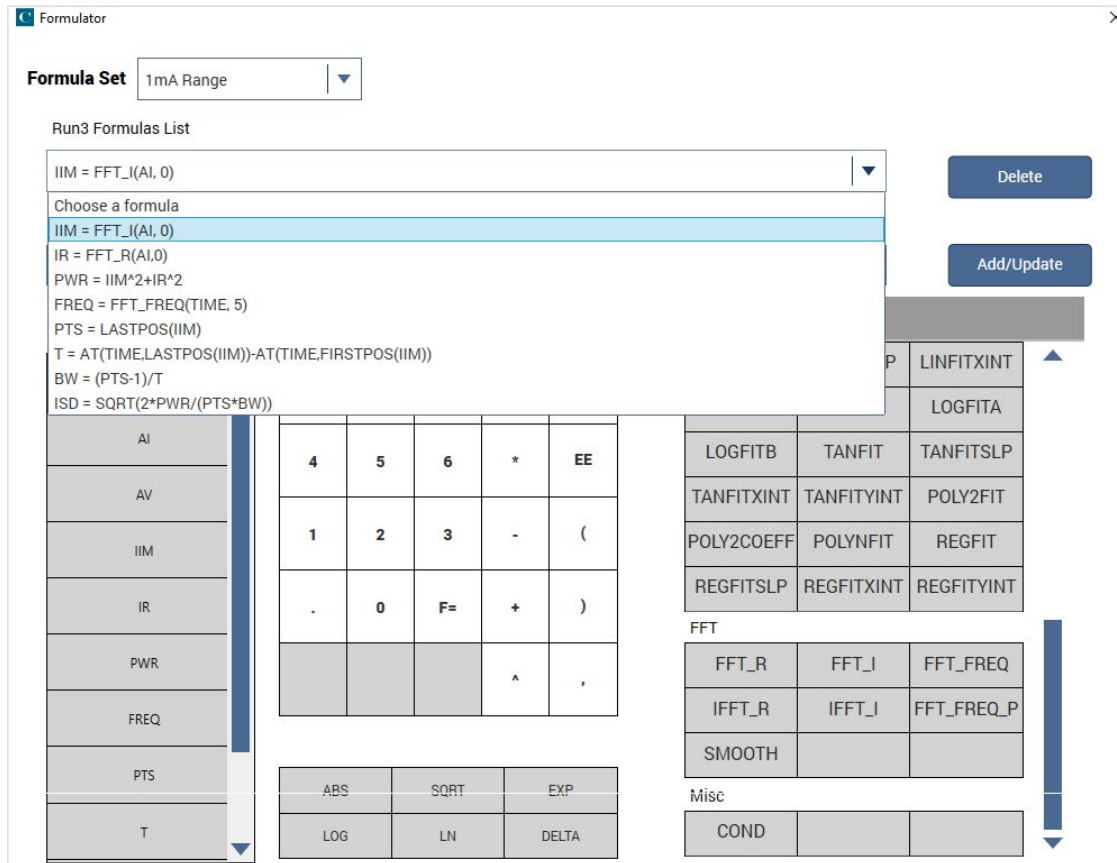 C Formulator
Formula Set 1mA Range
Run3 Formulas List
IIM = FFT_I(AI, 0)
Delete
Choose a formula
IIM = FFT_I(AI, 0)
IR = FFT_R(AI,0)
PWR = IIM^2+IR^2
FREQ = FFT_FREQ(TIME, 5)
PTS = LASTPOS(IIM)
T = AT(TIME,LASTPOS(IIM))-AT(TIME,FIRSTPOS(IIM))
BW = (PTS-1)/T
ISD = SQRT(2*PWR/(PTS*BW))
Add/Update
AI
AV
IIM
IR
PWR
FREQ
PTS
T
4 5 6 * EE
1 2 3 - (
. 0 F= + )
^ ,
ABS SQRT EXP
LOG LN DELTA
P LINFITXINT
LOGFITA
LOGFITB TANFIT TANFITSLP
TANFITXINT TANFITYINT POLY2FIT
POLY2COEFF POLYNFIT REGFIT
REGFITSLP REGFITXINT REGFITYINT
FFT
FFT_R FFT_I FFT_FREQ
IFFT_R IFFT_I FFT_FREQ_P
SMOOTH
Misc
COND